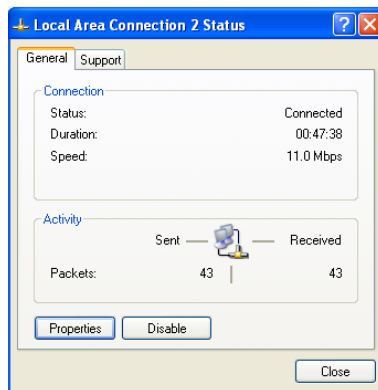 Local Area Connection 2 Status
General Support
Connection
Status: Connected
Duration: 00:47:38
Speed: 11.0 Mbps
Activity
Sent Received
Packets: 43 43
Properties Disable
Close